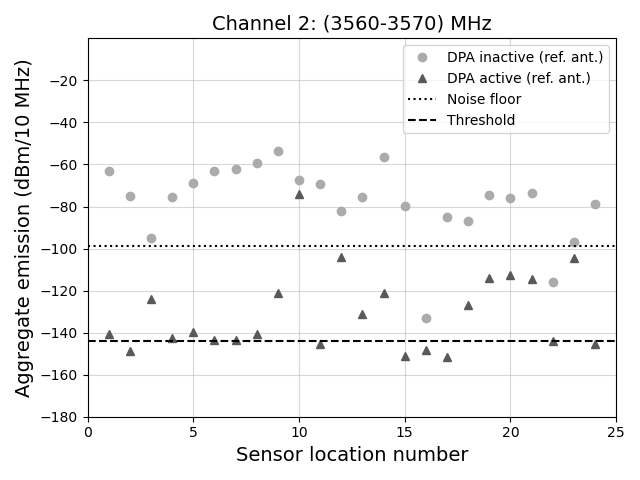 Channel 2: (3560-3570) MHz
DPA inactive (ref. ant.)
DPA active (ref. ant.)
Noise floor
Threshold
Aggregate emission (dBm/10 MHz)
−20
−40
−60
−80
−100
−120
−140
−160
−180
0
5
10
15
20
25
Sensor location number